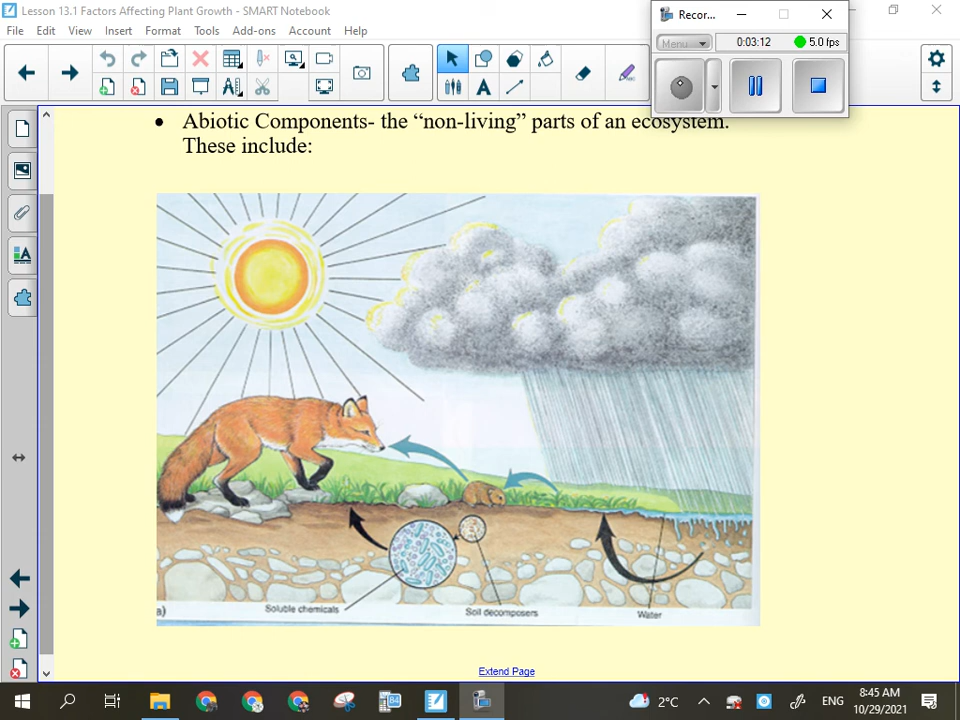 Lesson 13.1 Factors Affecting Plant Growth - SMART Notebook
Recor...
File Edit View Insert Format Tools Add-ons Account Help
Menu 0:03:12 5.0 fps
• Abiotic Components- the “non-living” parts of an ecosystem.
These include:
a)
Soluble chemicals
Soil decomposers
Water
Extend Page
2°C
ENG
8:45 AM
10/29/2021